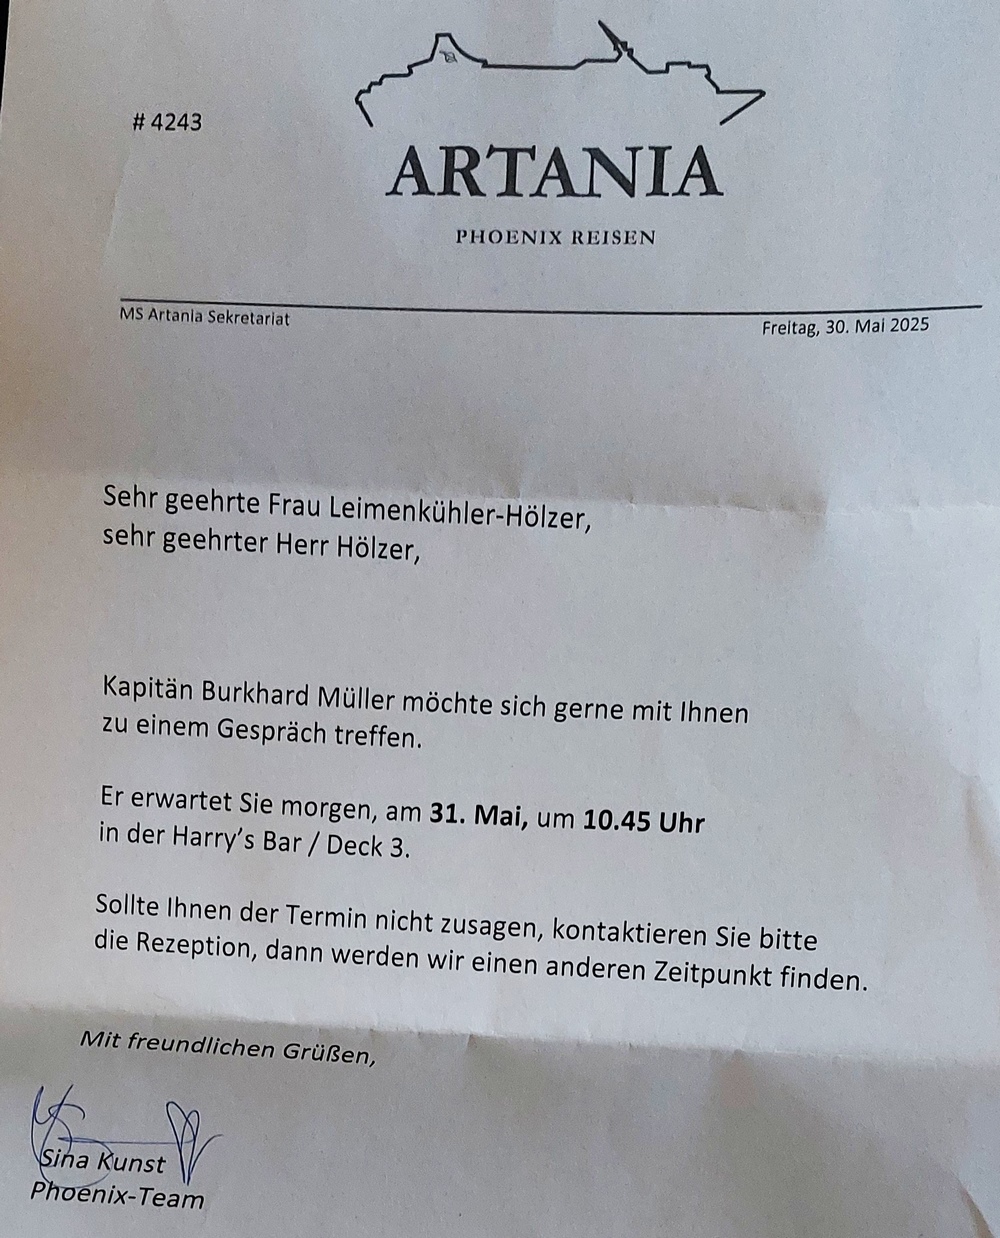 # 4243
ARTANIA
PHOENIX REISEN
MS Artania Sekretariat
Freitag, 30. Mai 2025
Sehr geehrte Frau Leimenkühler-Hölzer,
sehr geehrter Herr Hölzer,
Kapitän Burkhard Müller möchte sich gerne mit Ihnen
zu einem Gespräch treffen.
Er erwartet Sie morgen, am 31. Mai, um 10.45 Uhr
in der Harry's Bar / Deck 3.
Sollte Ihnen der Termin nicht zusagen, kontaktieren Sie bitte
die Rezeption, dann werden wir einen anderen Zeitpunkt finden.
Mit freundlichen Grüßen,
Sina Kunst
Phoenix-Team